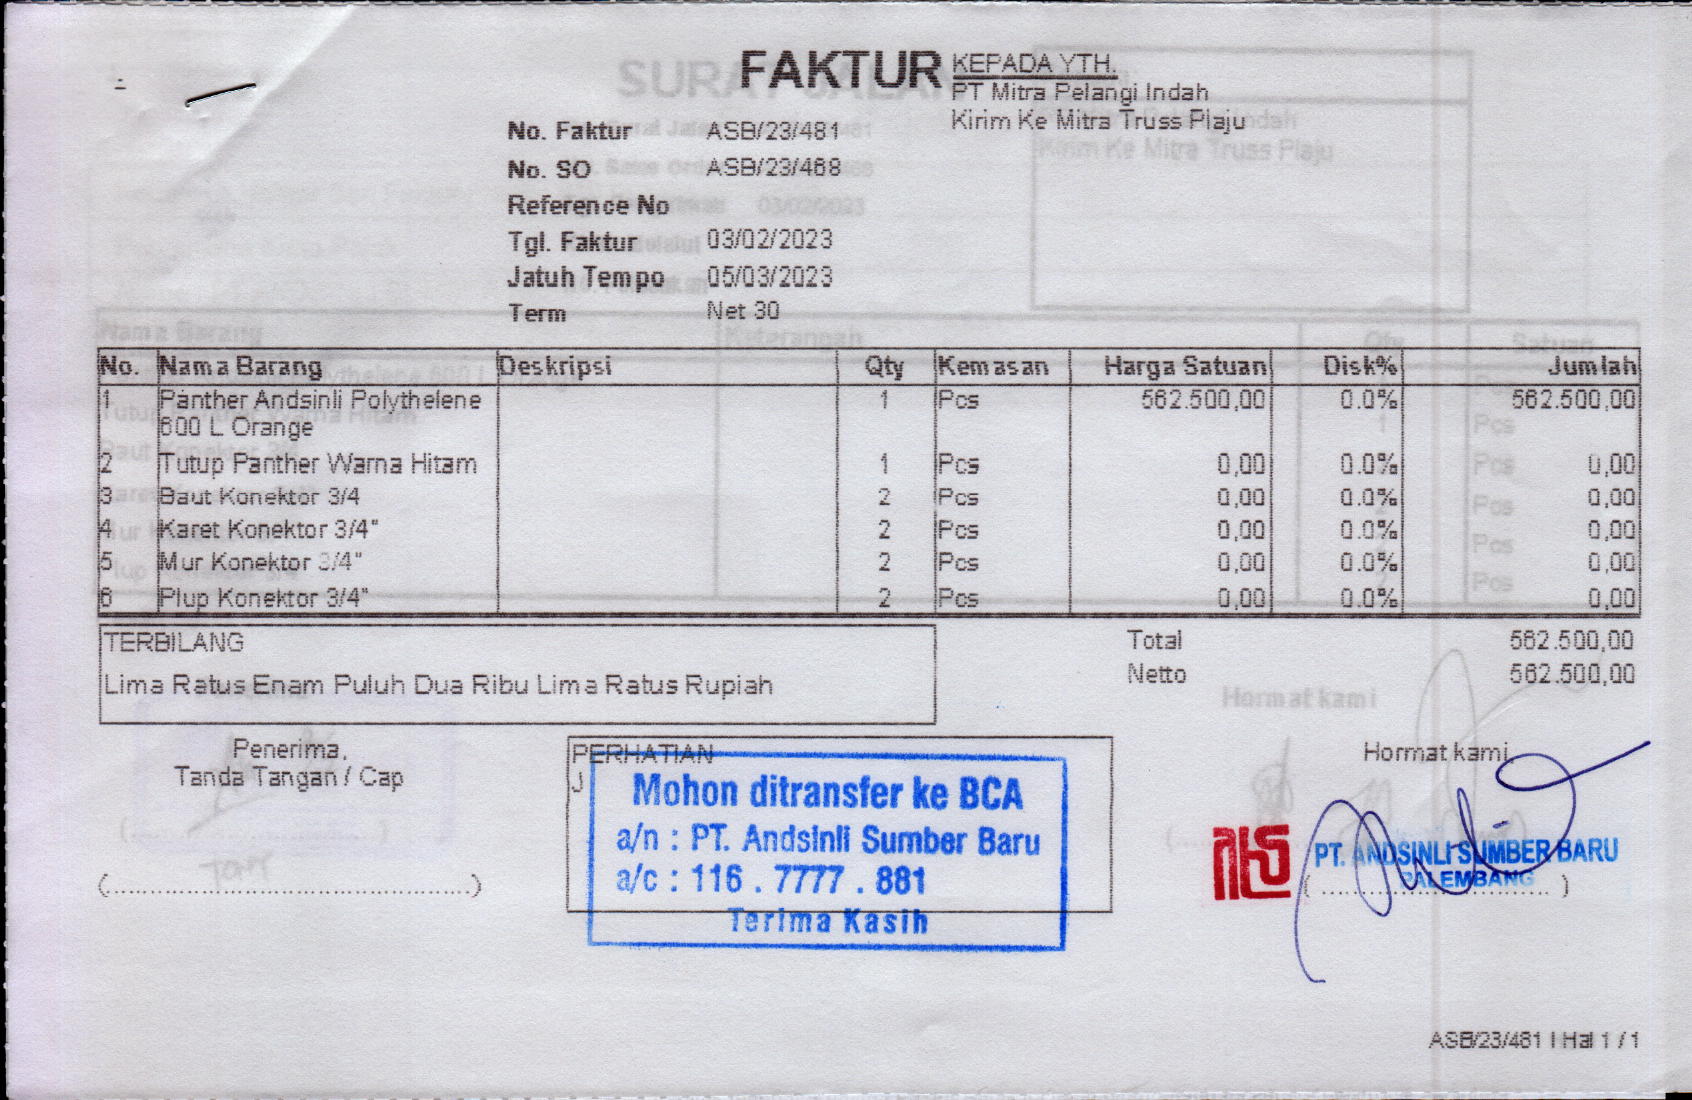 FAKTUR
KEPADA YTH.
PT Mitra Pelangi Indah
Kirim Ke Mitra Truss Plaju
No. Faktur ASB/23/481
No. SO ASB/23/468
Reference No
Tgl. Faktur 03/02/2023
Jatuh Tempo 05/03/2023
Term Net 30
No. Nama Barang Deskripsi Qty Kemasan Harga Satuan Disk% Jumlah
1 Panther Andsinli Polythelene 1 Pcs 562.500,00 0.0% 562.500,00
600 L Orange
2 Tutup Panther Warna Hitam 1 Pcs 0,00 0.0% 0,00
3 Baut Konektor 3/4 2 Pcs 0,00 0.0% 0,00
4 Karet Konektor 3/4" 2 Pcs 0,00 0.0% 0,00
5 Mur Konektor 3/4" 2 Pcs 0,00 0.0% 0,00
6 Plup Konektor 3/4" 2 Pcs 0,00 0.0% 0,00
TERBILANG
Lima Ratus Enam Puluh Dua Ribu Lima Ratus Rupiah
Total 562.500,00
Netto 562.500,00
Penerima,
Tanda Tangan / Cap
(............................................)
PERHATIAN
J
Mohon ditransfer ke BCA
a/n : PT. Andsinli Sumber Baru
a/c : 116 . 7777 . 881
Terima Kasih
Hormat kami
PT. ANDSINLI SUMBER BARU
PALEMBANG
ASB/23/481 | Hal 1 / 1